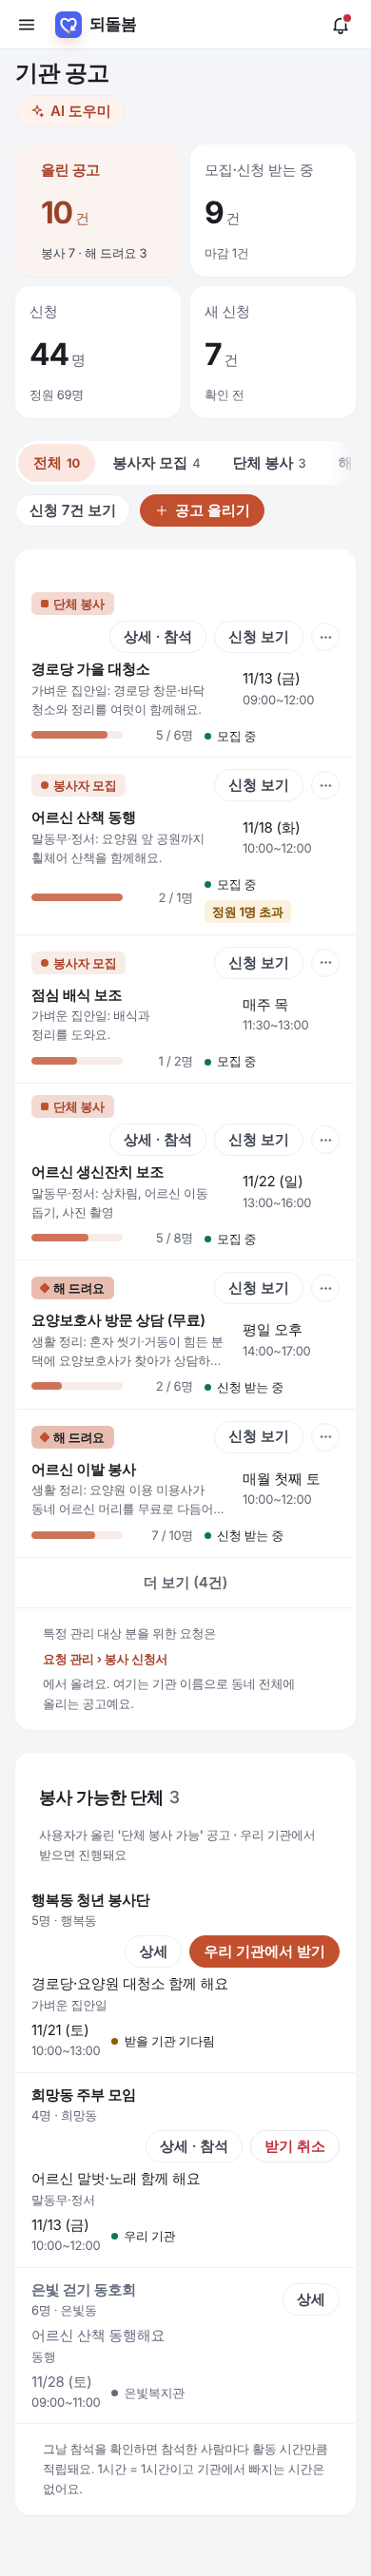 되돌봄
기관 공고
AI 도우미
올린 공고
10건
봉사 7 · 해 드려요 3
모집·신청 받는 중
9건
마감 1건
신청
44명
정원 69명
새 신청
7건
확인 전
전체 10 봉사자 모집 4 단체 봉사 3 해
신청 7건 보기 + 공고 올리기
단체 봉사
상세 · 참석 신청 보기 ···
경로당 가을 대청소
가벼운 집안일: 경로당 창문·바닥
청소와 정리를 여럿이 함께해요.
11/13 (금)
09:00~12:00
5 / 6명 모집 중
봉사자 모집 신청 보기 ···
어르신 산책 동행
말동무·정서: 요양원 앞 공원까지
휠체어 산책을 함께해요.
11/18 (화)
10:00~12:00
2 / 1명 모집 중
정원 1명 초과
봉사자 모집 신청 보기 ···
점심 배식 보조
가벼운 집안일: 배식과
정리를 도와요.
매주 목
11:30~13:00
1 / 2명 모집 중
단체 봉사
상세 · 참석 신청 보기 ···
어르신 생신잔치 보조
말동무·정서: 상차림, 어르신 이동
돕기, 사진 촬영
11/22 (일)
13:00~16:00
5 / 8명 모집 중
해 드려요 신청 보기 ···
요양보호사 방문 상담 (무료)
생활 정리: 혼자 씻기·거동이 힘든 분
댁에 요양보호사가 찾아가 상담하...
평일 오후
14:00~17:00
2 / 6명 신청 받는 중
해 드려요 신청 보기 ···
어르신 이발 봉사
생활 정리: 요양원 이용 미용사가
동네 어르신 머리를 무료로 다듬어...
매월 첫째 토
10:00~12:00
7 / 10명 신청 받는 중
더 보기 (4건)
특정 관리 대상 분을 위한 요청은
요청 관리 › 봉사 신청서
에서 올려요. 여기는 기관 이름으로 동네 전체에
올리는 공고예요.
봉사 가능한 단체 3
사용자가 올린 '단체 봉사 가능' 공고 · 우리 기관에서
받으면 진행돼요
행복동 청년 봉사단
5명 · 행복동
상세 우리 기관에서 받기
경로당·요양원 대청소 함께 해요
가벼운 집안일
11/21 (토)
10:00~13:00 받을 기관 기다림
희망동 주부 모임
4명 · 희망동
상세 · 참석 받기 취소
어르신 말벗·노래 함께 해요
말동무·정서
11/13 (금)
10:00~12:00 우리 기관
은빛 걷기 동호회
6명 · 은빛동
상세
어르신 산책 동행해요
동행
11/28 (토)
09:00~11:00 은빛복지관
그날 참석을 확인하면 참석한 사람마다 활동 시간만큼
적립돼요. 1시간 = 1시간이고 기관에서 빠지는 시간은
없어요.